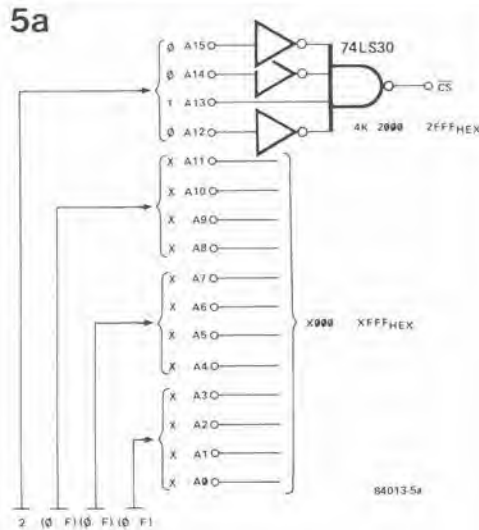 5a
Ø A15 74LS30
Ø A14
1 A13 CS
Ø A12 4K 2000 2FFFHEX
X A11
X A10
X A9
X A8
X A7
X A6
X A5 X000 XFFFHEX
X A4
X A3
X A2
X A1
X A0
84013-5a
2 (Ø F) (Ø F) (Ø F)